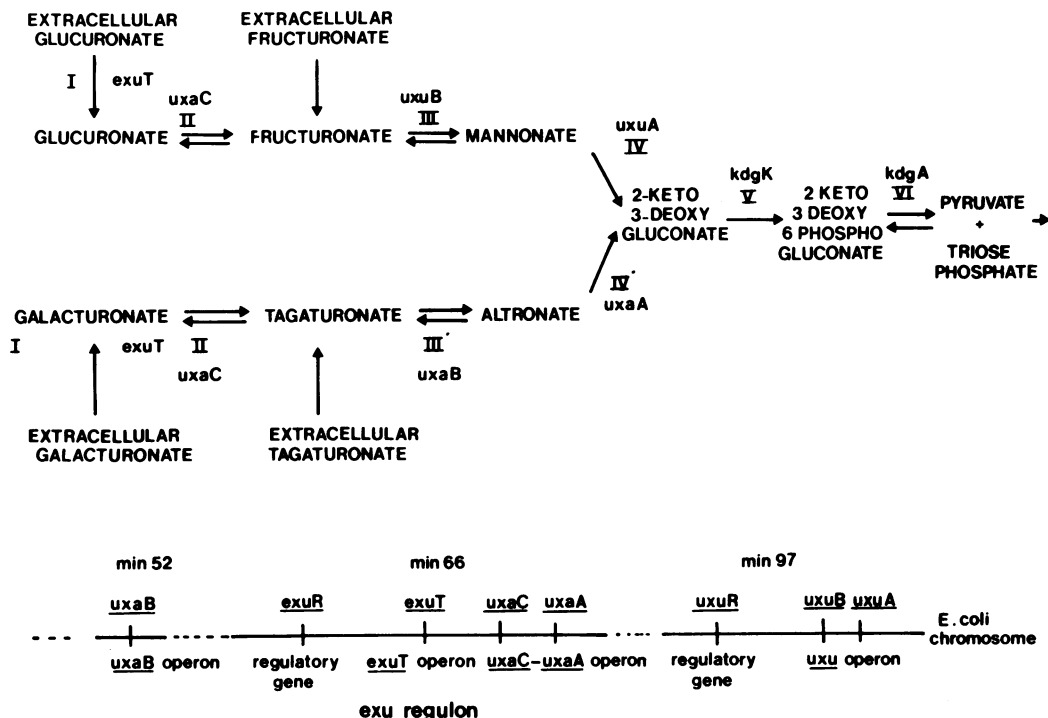 EXTRACELLULAR
GLUCURONATE
EXTRACELLULAR
FRUCTURONATE
I
exuT
uxaC
II
uxuB
III
GLUCURONATE
FRUCTURONATE
MANNONATE
uxuA
IV
2-KETO
3-DEOXY
GLUCONATE
kdgK
V
2 KETO
3 DEOXY
6 PHOSPHO
GLUCONATE
kdgA
VI
PYRUVATE
+
TRIOSE
PHOSPHATE
IV'
uxaA
GALACTURONATE
TAGATURONATE
ALTRONATE
I
exuT
II
uxaC
III'
uxaB
EXTRACELLULAR
GALACTURONATE
EXTRACELLULAR
TAGATURONATE
min 52
min 66
min 97
uxaB
exuR
exuT
uxaC
uxaA
uxuR
uxuB
uxuA
E. coli
chromosome
uxaB operon
regulatory
gene
exuT operon
uxaC-uxaA operon
regulatory
gene
uxu operon
exu regulon